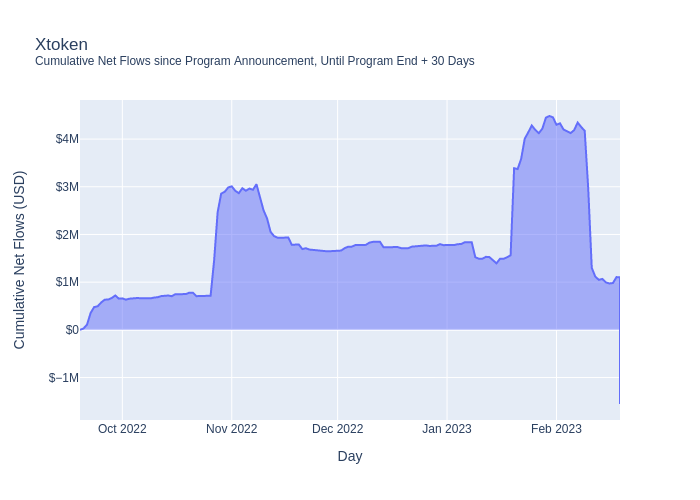 Xtoken
Cumulative Net Flows since Program Announcement, Until Program End + 30 Days
Cumulative Net Flows (USD)
$4M
$3M
$2M
$1M
$0
$−1M
Oct 2022
Nov 2022
Dec 2022
Jan 2023
Feb 2023
Day